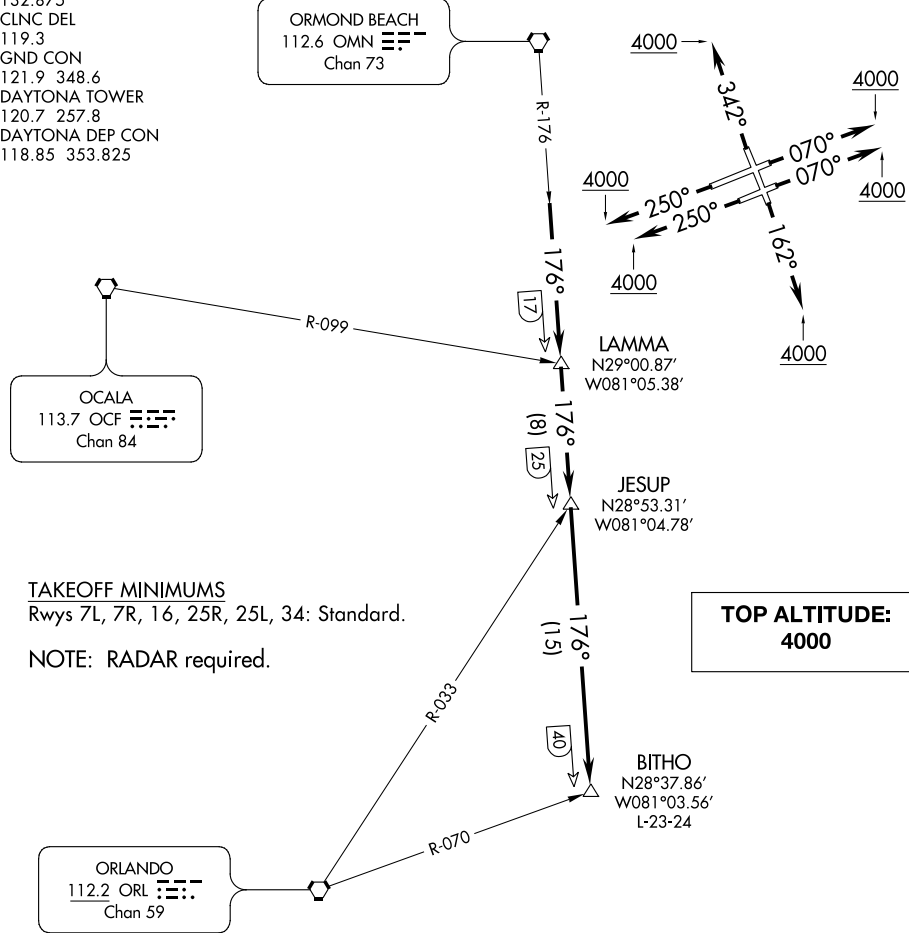 132.875
CLNC DEL
119.3
GND CON
121.9 348.6
DAYTONA TOWER
120.7 257.8
DAYTONA DEP CON
118.85 353.825
ORMOND BEACH
112.6 OMN
Chan 73
R-176
4000
342°
4000
070°
070°
4000
4000
250°
250°
4000
162°
4000
176°
17
R-099
LAMMA
N29°00.87'
W081°05.38'
OCALA
113.7 OCF
Chan 84
176°
(8)
25
JESUP
N28°53.31'
W081°04.78'
TAKEOFF MINIMUMS
Rwys 7L, 7R, 16, 25R, 25L, 34: Standard.
NOTE: RADAR required.
TOP ALTITUDE:
4000
176°
(15)
R-033
40
BITHO
N28°37.86'
W081°03.56'
L-23-24
R-070
ORLANDO
112.2 ORL
Chan 59